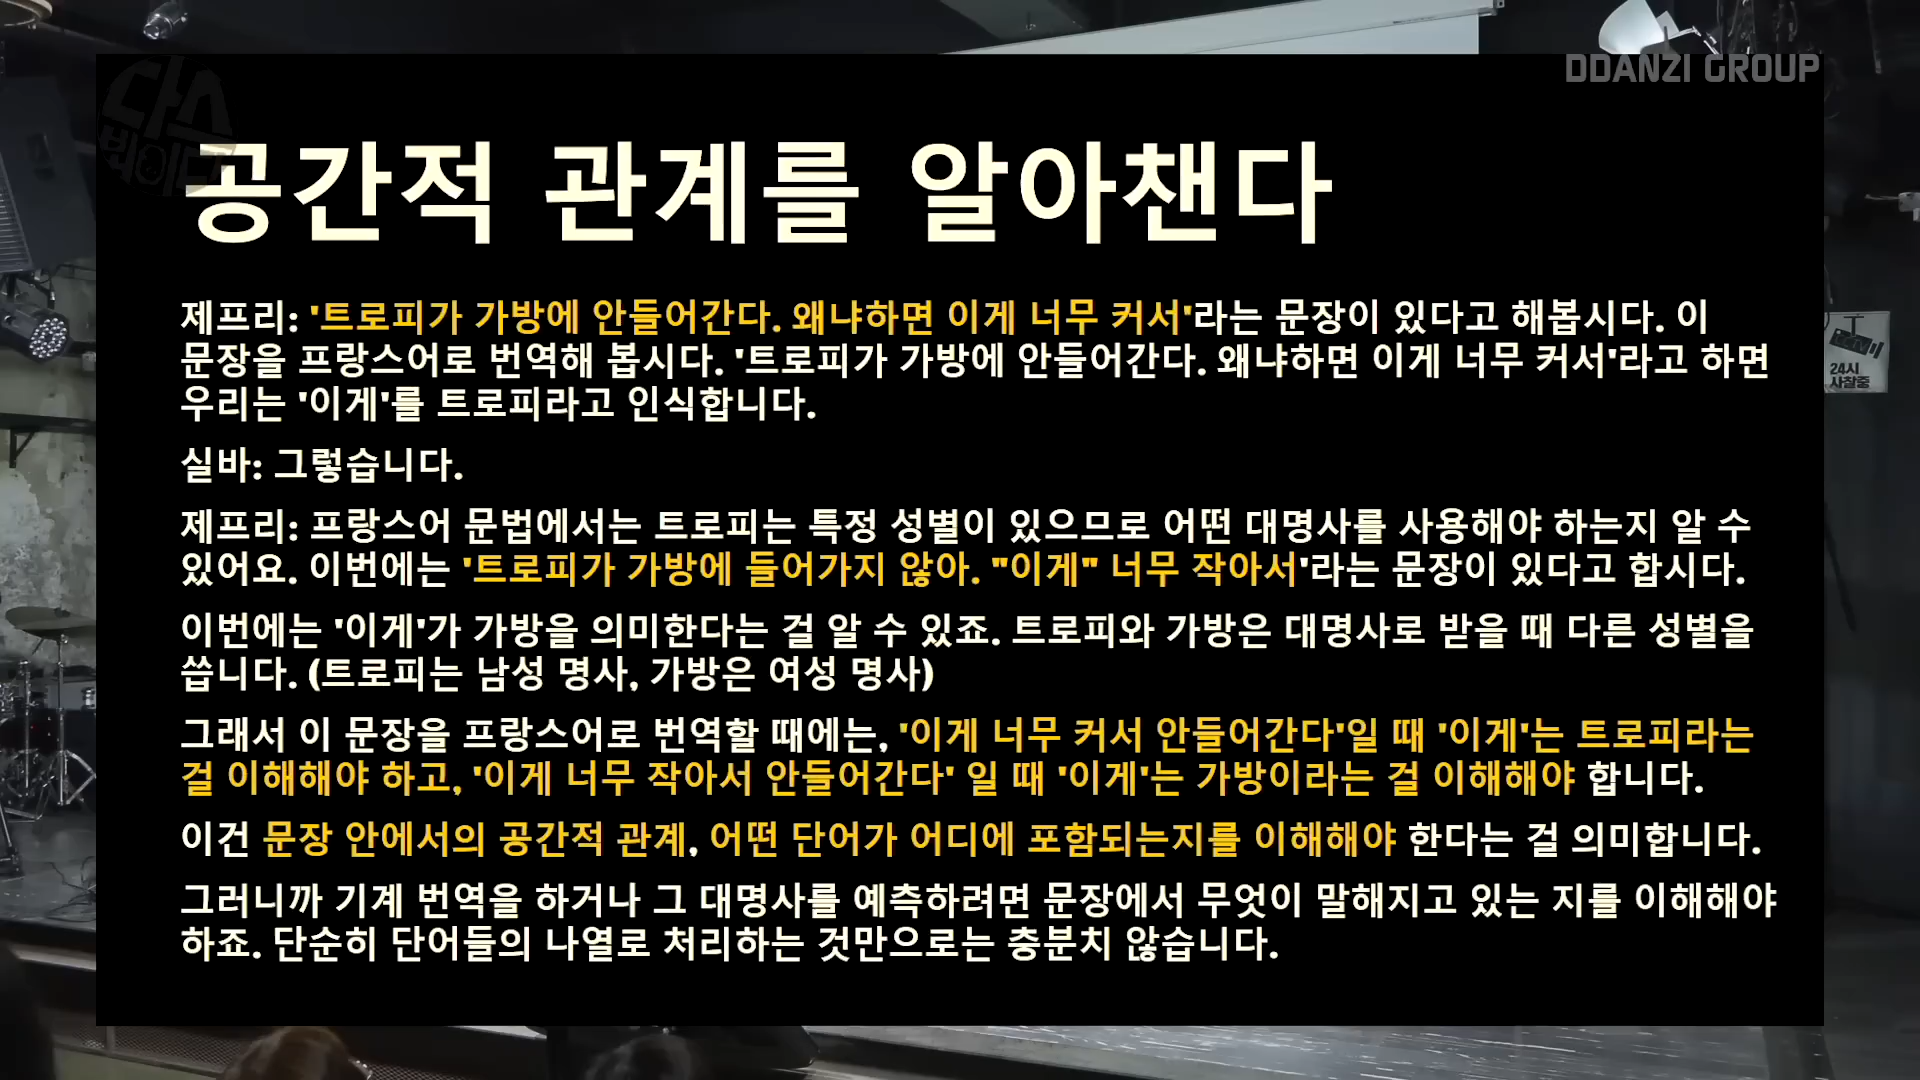 DDANZI GROUP
다스
뵈이다
공간적 관계를 알아챈다
제프리: '트로피가 가방에 안들어간다. 왜냐하면 이게 너무 커서'라는 문장이 있다고 해봅시다. 이
문장을 프랑스어로 번역해 봅시다. '트로피가 가방에 안들어간다. 왜냐하면 이게 너무 커서'라고 하면
우리는 '이게'를 트로피라고 인식합니다.
실바: 그렇습니다.
제프리: 프랑스어 문법에서는 트로피는 특정 성별이 있으므로 어떤 대명사를 사용해야 하는지 알 수
있어요. 이번에는 '트로피가 가방에 들어가지 않아. "이게" 너무 작아서'라는 문장이 있다고 합시다.
이번에는 '이게'가 가방을 의미한다는 걸 알 수 있죠. 트로피와 가방은 대명사로 받을 때 다른 성별을
씁니다. (트로피는 남성 명사, 가방은 여성 명사)
그래서 이 문장을 프랑스어로 번역할 때에는, '이게 너무 커서 안들어간다'일 때 '이게'는 트로피라는
걸 이해해야 하고, '이게 너무 작아서 안들어간다' 일 때 '이게'는 가방이라는 걸 이해해야 합니다.
이건 문장 안에서의 공간적 관계, 어떤 단어가 어디에 포함되는지를 이해해야 한다는 걸 의미합니다.
그러니까 기계 번역을 하거나 그 대명사를 예측하려면 문장에서 무엇이 말해지고 있는 지를 이해해야
하죠. 단순히 단어들의 나열로 처리하는 것만으로는 충분치 않습니다.
CCTV
24시
사찰중